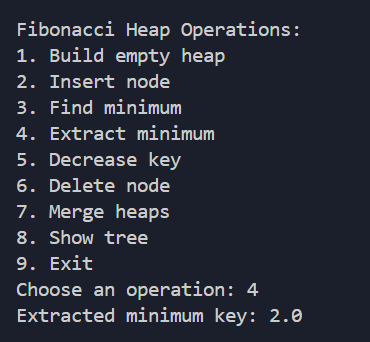 Fibonacci Heap Operations:
1. Build empty heap
2. Insert node
3. Find minimum
4. Extract minimum
5. Decrease key
6. Delete node
7. Merge heaps
8. Show tree
9. Exit
Choose an operation: 4
Extracted minimum key: 2.0